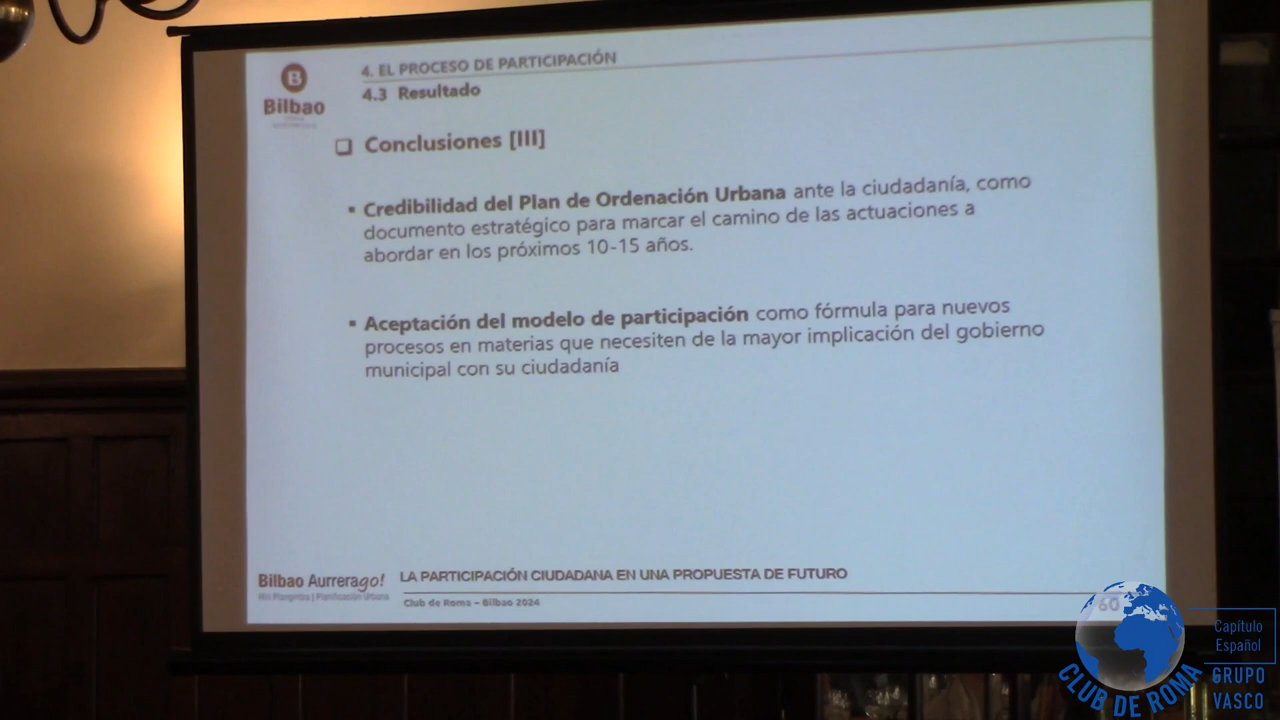 4. EL PROCESO DE PARTICIPACIÓN
B
Bilbao
4.3 Resultado
Conclusiones [III]
Credibilidad del Plan de Ordenación Urbana ante la ciudadanía, como
documento estratégico para marcar el camino de las actuaciones a
abordar en los próximos 10-15 años.
Aceptación del modelo de participación como fórmula para nuevos
procesos en materias que necesiten de la mayor implicación del gobierno
municipal con su ciudadanía
Bilbao Aurrerago!
Planificación Urbana
LA PARTICIPACIÓN CIUDADANA EN UNA PROPUESTA DE FUTURO
Club de Roma – Bilbao 2024
60
CLUB DE ROMA
Capítulo
Español
GRUPO
VASCO